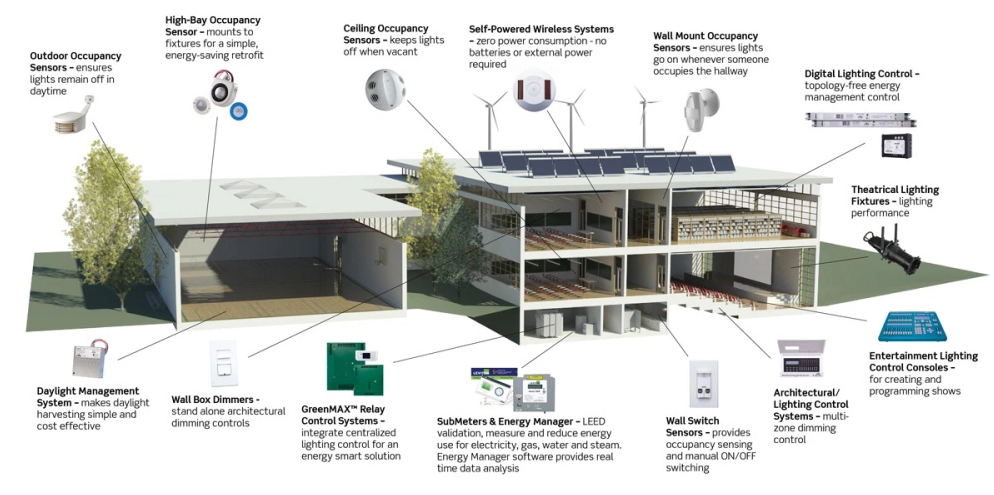 High-Bay Occupancy
Sensor – mounts to
fixtures for a simple,
energy-saving retrofit
Outdoor Occupancy
Sensors – ensures
lights remain off in
daytime
Ceiling Occupancy
Sensors – keeps lights
off when vacant
Self-Powered Wireless Systems
– zero power consumption - no
batteries or external power
required
Wall Mount Occupancy
Sensors – ensures lights
go on whenever someone
occupies the hallway
Digital Lighting Control –
topology-free energy
management control
Theatrical Lighting
Fixtures – lighting
performance
Daylight Management
System – makes daylight
harvesting simple and
cost effective
Wall Box Dimmers -
stand alone architectural
dimming controls
GreenMAX™ Relay
Control Systems –
integrate centralized
lighting control for an
energy smart solution
SubMeters & Energy Manager – LEED
validation, measure and reduce energy
use for electricity, gas, water and steam.
Energy Manager software provides real
time data analysis
Wall Switch
Sensors – provides
occupancy sensing
and manual ON/OFF
switching
Architectural/
Lighting Control
Systems – multi-
zone dimming
control
Entertainment Lighting
Control Consoles –
for creating and
programming shows